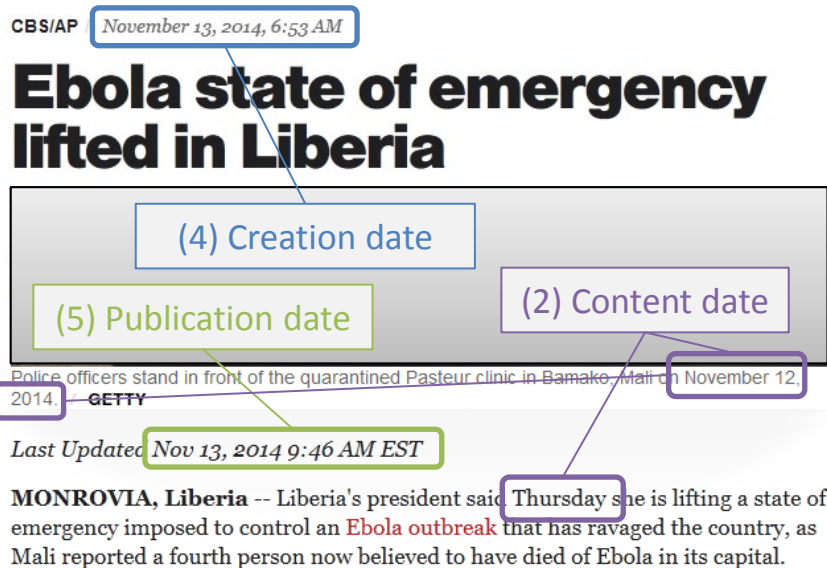 CBS/AP / November 13, 2014, 6:53 AM
Ebola state of emergency
lifted in Liberia
(4) Creation date
(5) Publication date
(2) Content date
Police officers stand in front of the quarantined Pasteur clinic in Bamako, Mali on November 12,
2014. / GETTY
Last Updated Nov 13, 2014 9:46 AM EST
MONROVIA, Liberia -- Liberia's president said Thursday she is lifting a state of
emergency imposed to control an Ebola outbreak that has ravaged the country, as
Mali reported a fourth person now believed to have died of Ebola in its capital.